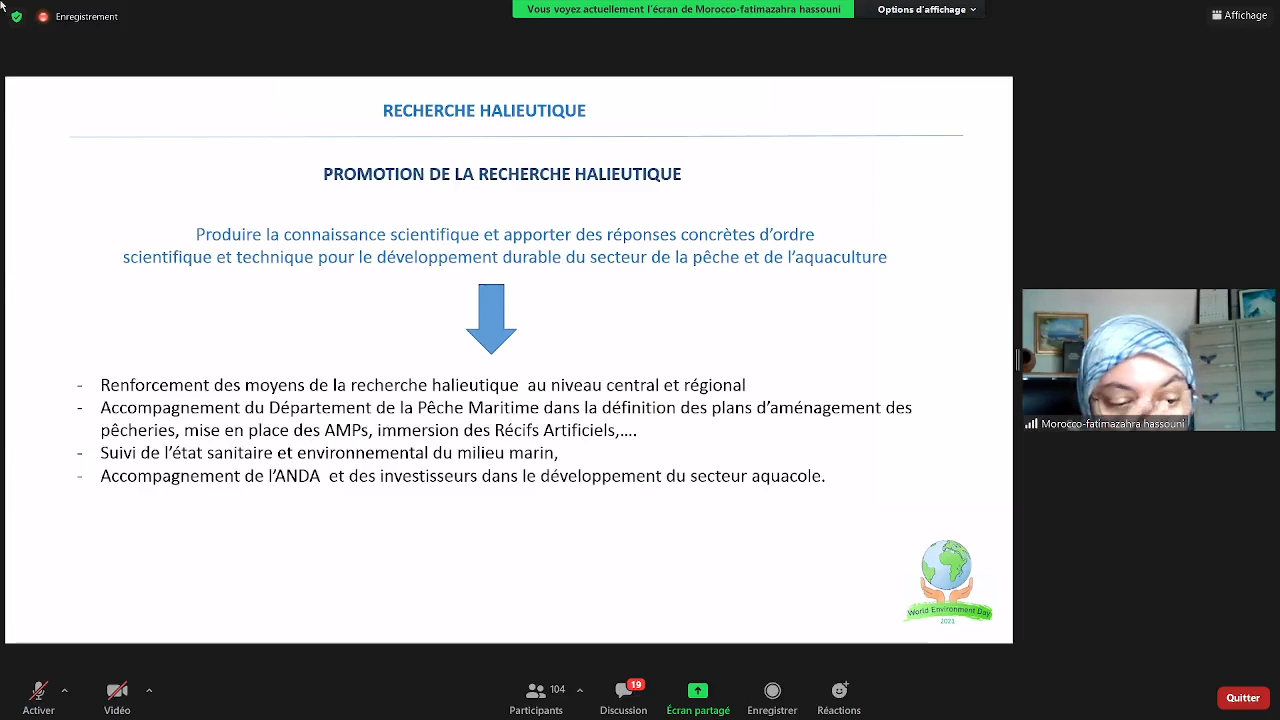 Enregistrement
Vous voyez actuellement l'écran de Morocco-fatimazahra hassouni
Options d'affichage
Affichage
RECHERCHE HALIEUTIQUE
PROMOTION DE LA RECHERCHE HALIEUTIQUE
Produire la connaissance scientifique et apporter des réponses concrètes d'ordre
scientifique et technique pour le développement durable du secteur de la pêche et de l'aquaculture
- Renforcement des moyens de la recherche halieutique au niveau central et régional
- Accompagnement du Département de la Pêche Maritime dans la définition des plans d'aménagement des
pêcheries, mise en place des AMPs, immersion des Récifs Artificiels,....
- Suivi de l'état sanitaire et environnemental du milieu marin,
- Accompagnement de l'ANDA et des investisseurs dans le développement du secteur aquacole.
World Environment Day
2021
Morocco-fatimazahra hassouni
Activer
Vidéo
104
Participants
19
Discussion
Écran partagé
Enregistrer
Réactions
Quitter